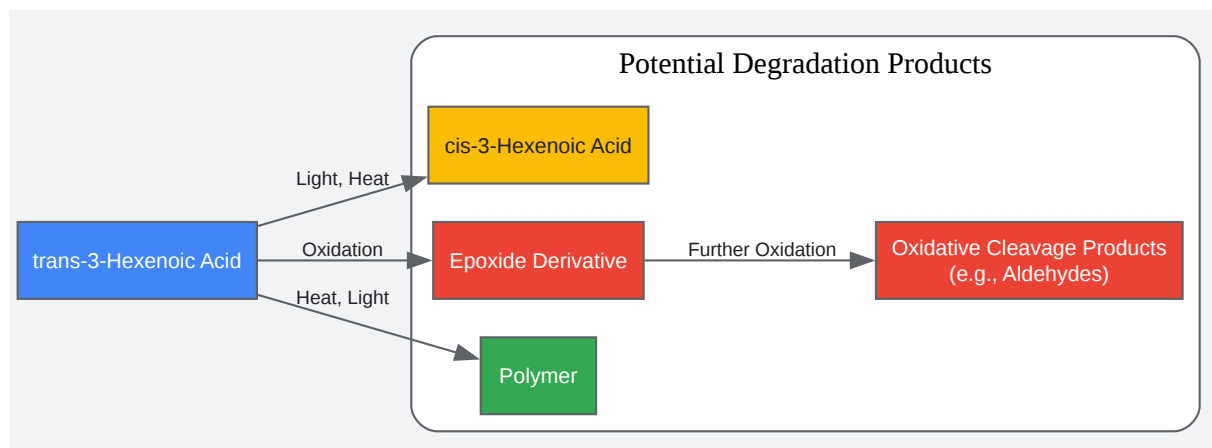 Potential Degradation Products
cis-3-Hexenoic Acid
Light, Heat
trans-3-Hexenoic Acid
Oxidation
Epoxide Derivative
Further Oxidation
Oxidative Cleavage Products
(e.g., Aldehydes)
Heat, Light
Polymer